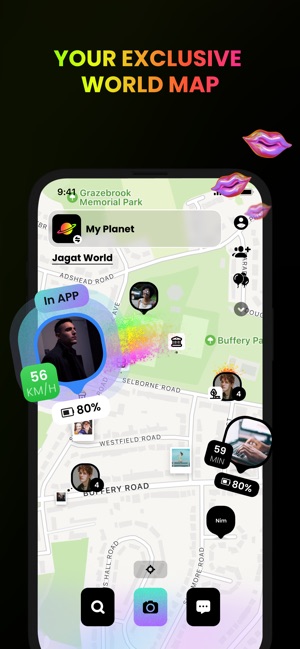 YOUR EXCLUSIVE
WORLD MAP
9:41
Grazebrook
Memorial Park
My Planet
Jagat World
ADSHEAD ROAD
AVE
In APP
56
KM/H
80%
Buffery Pa
SELBORNE ROAD
4
WESTFIELD ROAD
59
MIN
80%
4
BUFFERY ROAD
Nim
S HALL ROAD
MORE ROAD